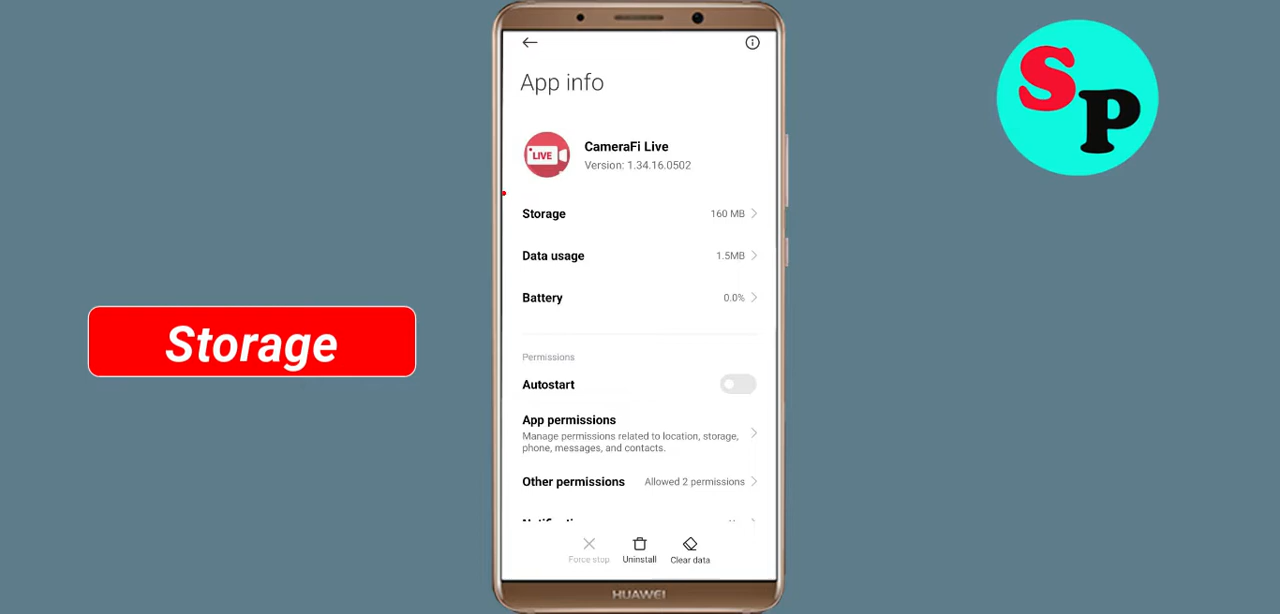 App info
LIVE
CameraFi Live
Version: 1.34.16.0502
Storage 160 MB
Data usage 1.5MB
Battery 0.0%
Permissions
Autostart
App permissions
Manage permissions related to location, storage,
phone, messages, and contacts.
Other permissions Allowed 2 permissions
Force stop Uninstall Clear data
HUAWEI
Storage
SP